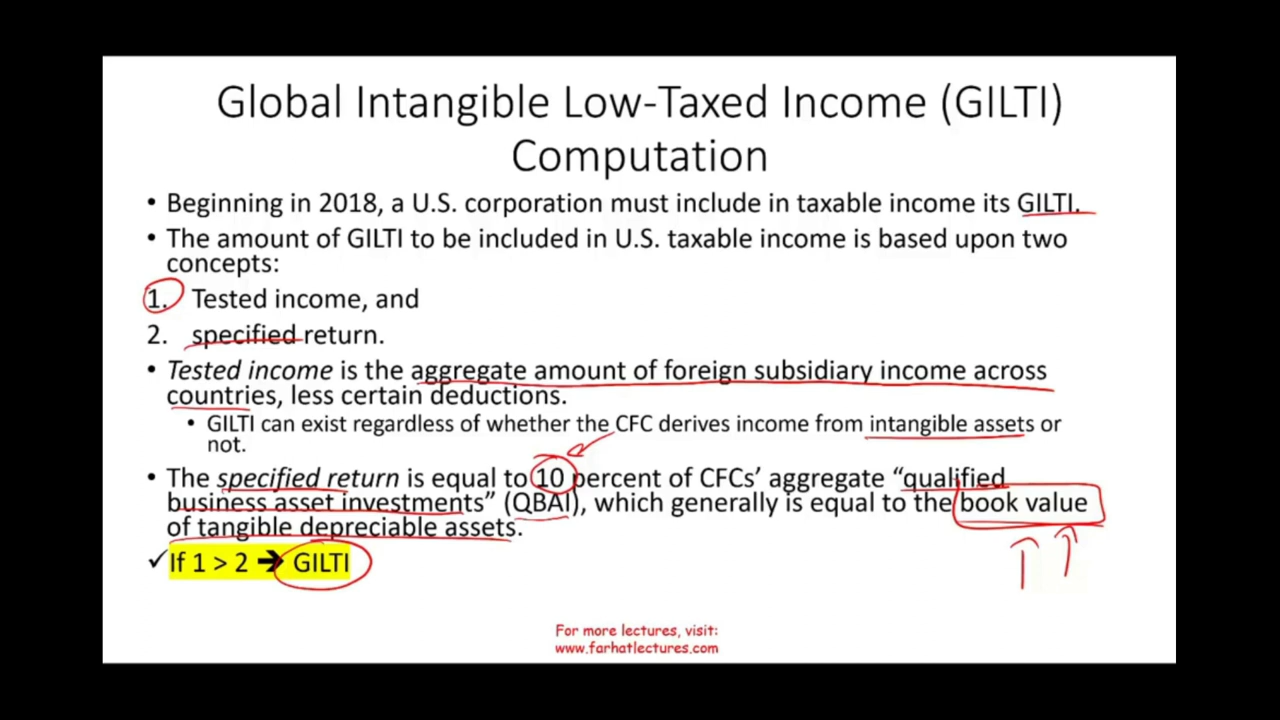 Global Intangible Low-Taxed Income (GILTI)
Computation
• Beginning in 2018, a U.S. corporation must include in taxable income its GILTI.
• The amount of GILTI to be included in U.S. taxable income is based upon two
concepts:
1. Tested income, and
2. specified return.
• Tested income is the aggregate amount of foreign subsidiary income across
countries, less certain deductions.
• GILTI can exist regardless of whether the CFC derives income from intangible assets or
not.
• The specified return is equal to 10 percent of CFCs’ aggregate “qualified
business asset investments” (QBAI), which generally is equal to the book value
of tangible depreciable assets.
✓ If 1 > 2 ➔ GILTI
For more lectures, visit:
www.farhatlectures.com